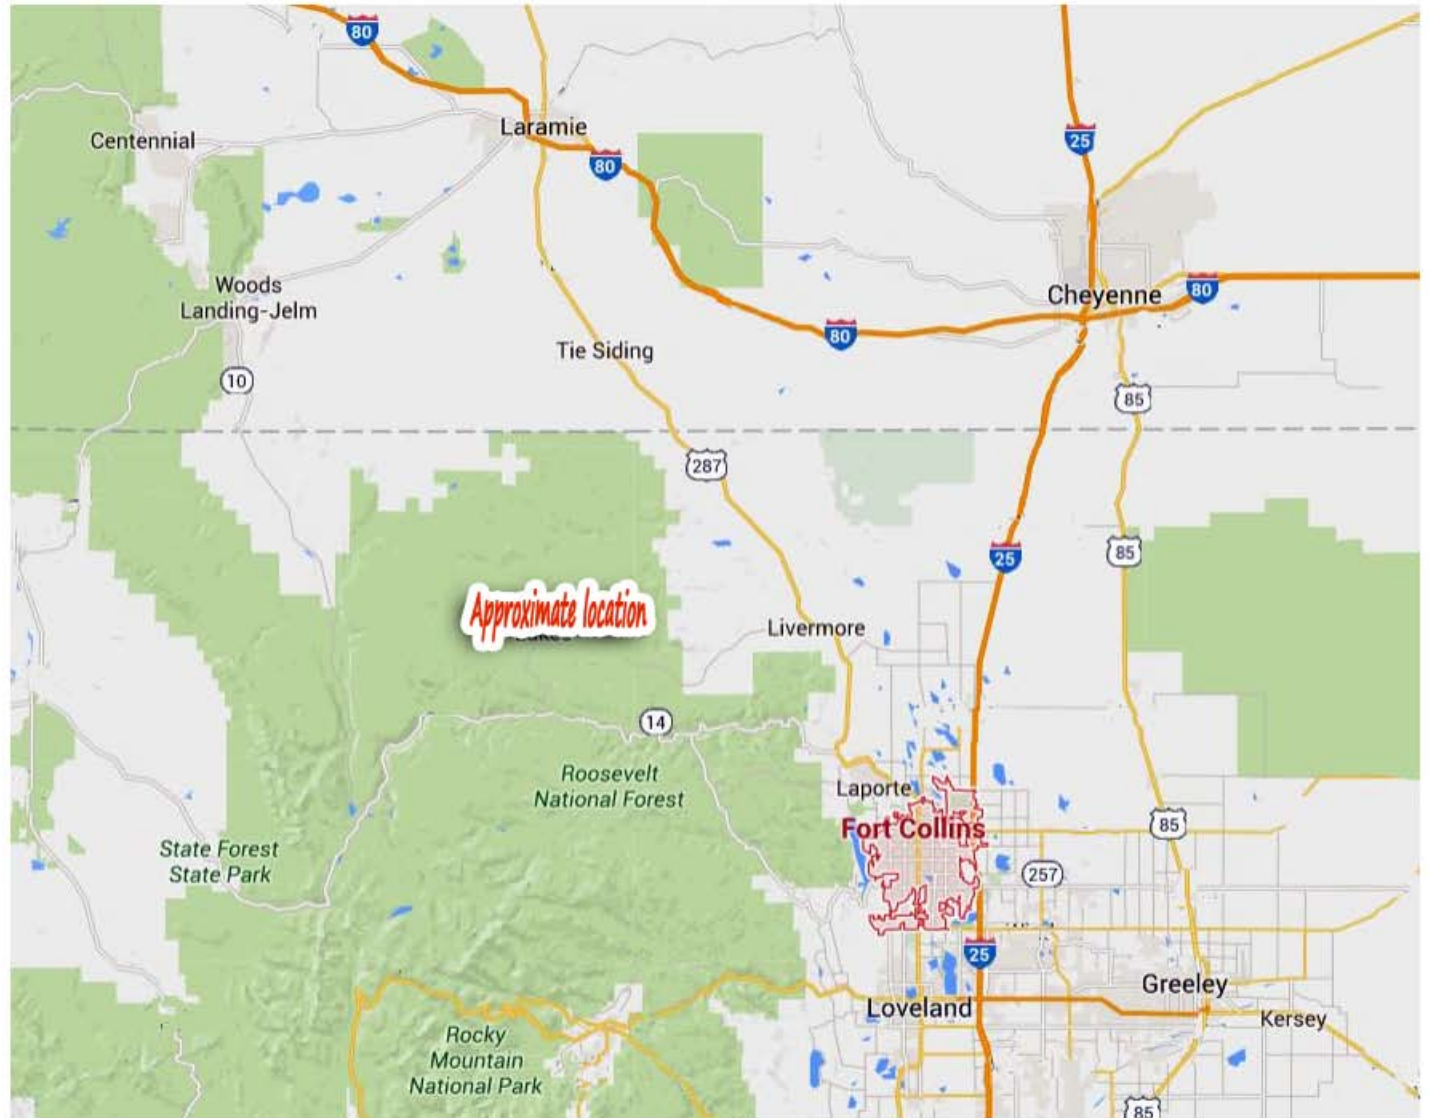 80
25
Centennial
Laramie
80
Woods
Landing-Jelm
Cheyenne
80
80
Tie Siding
10
85
287
25
85
Approximate location
Livermore
14
Roosevelt
National Forest
Laporte
Fort Collins
85
State Forest
State Park
257
25
Greeley
Loveland
Kersey
Rocky
Mountain
National Park
85